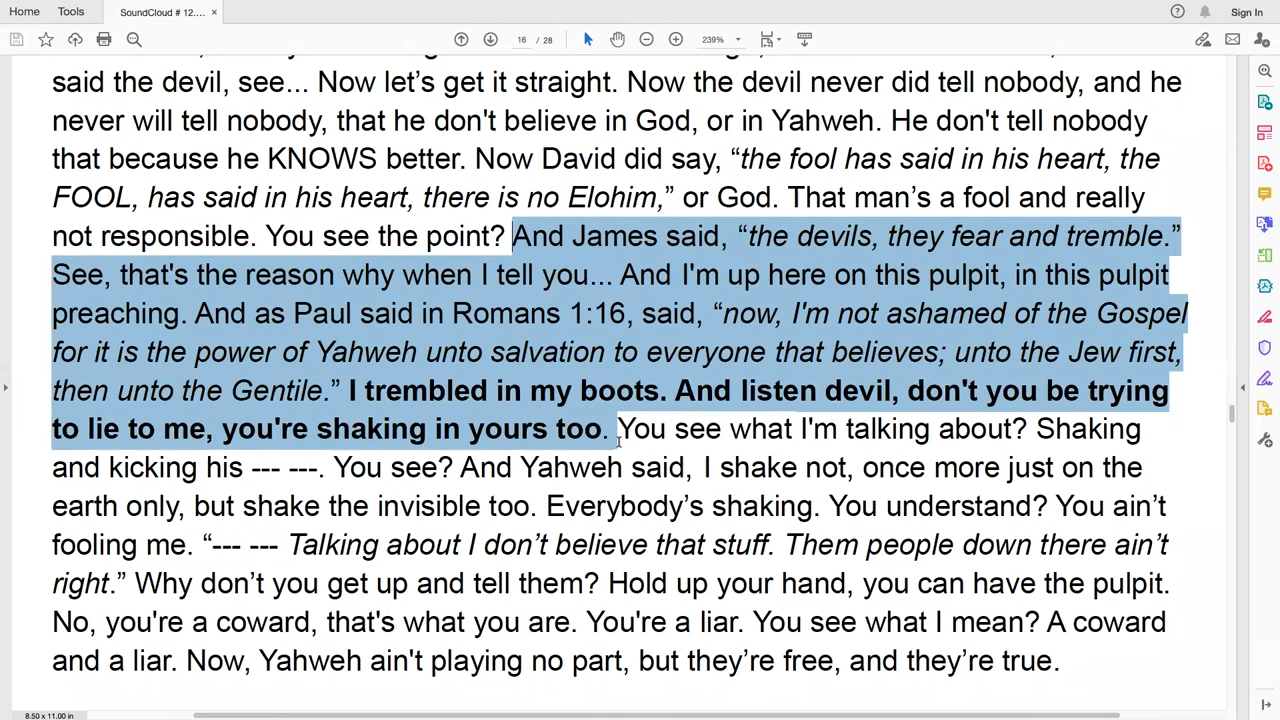 Home Tools SoundCloud # 12.... × Sign In
16 / 28 239%
said the devil, see... Now let’s get it straight. Now the devil never did tell nobody, and he
never will tell nobody, that he don't believe in God, or in Yahweh. He don't tell nobody
that because he KNOWS better. Now David did say, “the fool has said in his heart, the
FOOL, has said in his heart, there is no Elohim,” or God. That man’s a fool and really
not responsible. You see the point? And James said, “the devils, they fear and tremble.”
See, that's the reason why when I tell you... And I'm up here on this pulpit, in this pulpit
preaching. And as Paul said in Romans 1:16, said, “now, I'm not ashamed of the Gospel
for it is the power of Yahweh unto salvation to everyone that believes; unto the Jew first,
then unto the Gentile.” I trembled in my boots. And listen devil, don't you be trying
to lie to me, you're shaking in yours too. You see what I'm talking about? Shaking
and kicking his --- ---. You see? And Yahweh said, I shake not, once more just on the
earth only, but shake the invisible too. Everybody’s shaking. You understand? You ain’t
fooling me. “--- --- Talking about I don’t believe that stuff. Them people down there ain’t
right.” Why don’t you get up and tell them? Hold up your hand, you can have the pulpit.
No, you're a coward, that's what you are. You're a liar. You see what I mean? A coward
and a liar. Now, Yahweh ain't playing no part, but they’re free, and they’re true.
8.50 x 11.00 in